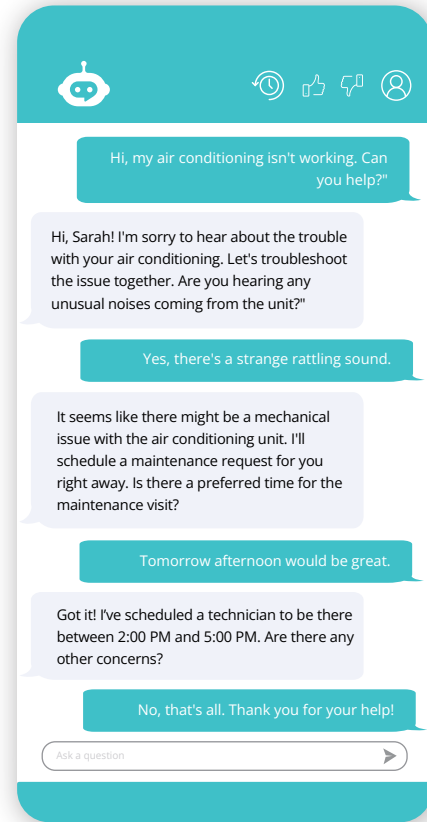 Hi, my air conditioning isn't working. Can
you help?"
Hi, Sarah! I'm sorry to hear about the trouble
with your air conditioning. Let's troubleshoot
the issue together. Are you hearing any
unusual noises coming from the unit?"
Yes, there's a strange rattling sound.
It seems like there might be a mechanical
issue with the air conditioning unit. I'll
schedule a maintenance request for you
right away. Is there a preferred time for the
maintenance visit?
Tomorrow afternoon would be great.
Got it! I've scheduled a technician to be there
between 2:00 PM and 5:00 PM. Are there any
other concerns?
No, that's all. Thank you for your help!
Ask a question